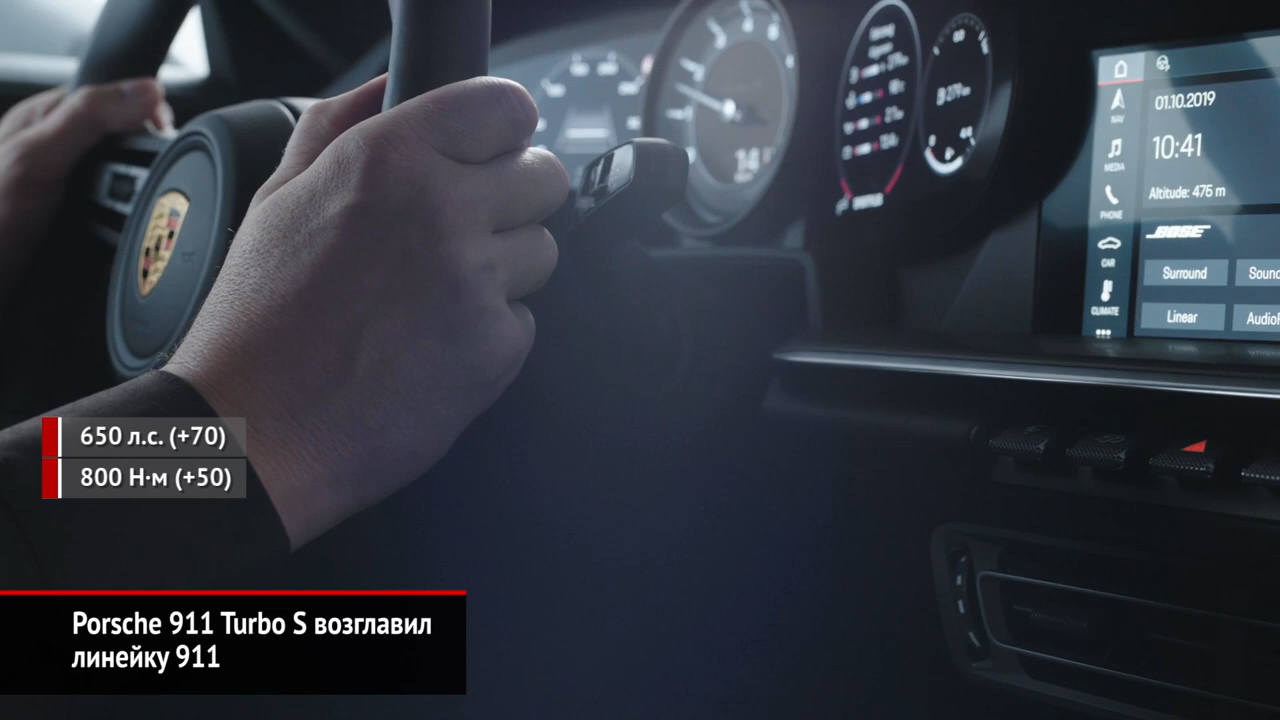 01.10.2019
10:41
Altitude: 475 m
NAV
MEDIA
PHONE
CAR
CLIMATE
BOSE
Surround
Linear
650 л.с. (+70)
800 Н·м (+50)
Porsche 911 Turbo S возглавил
линейку 911